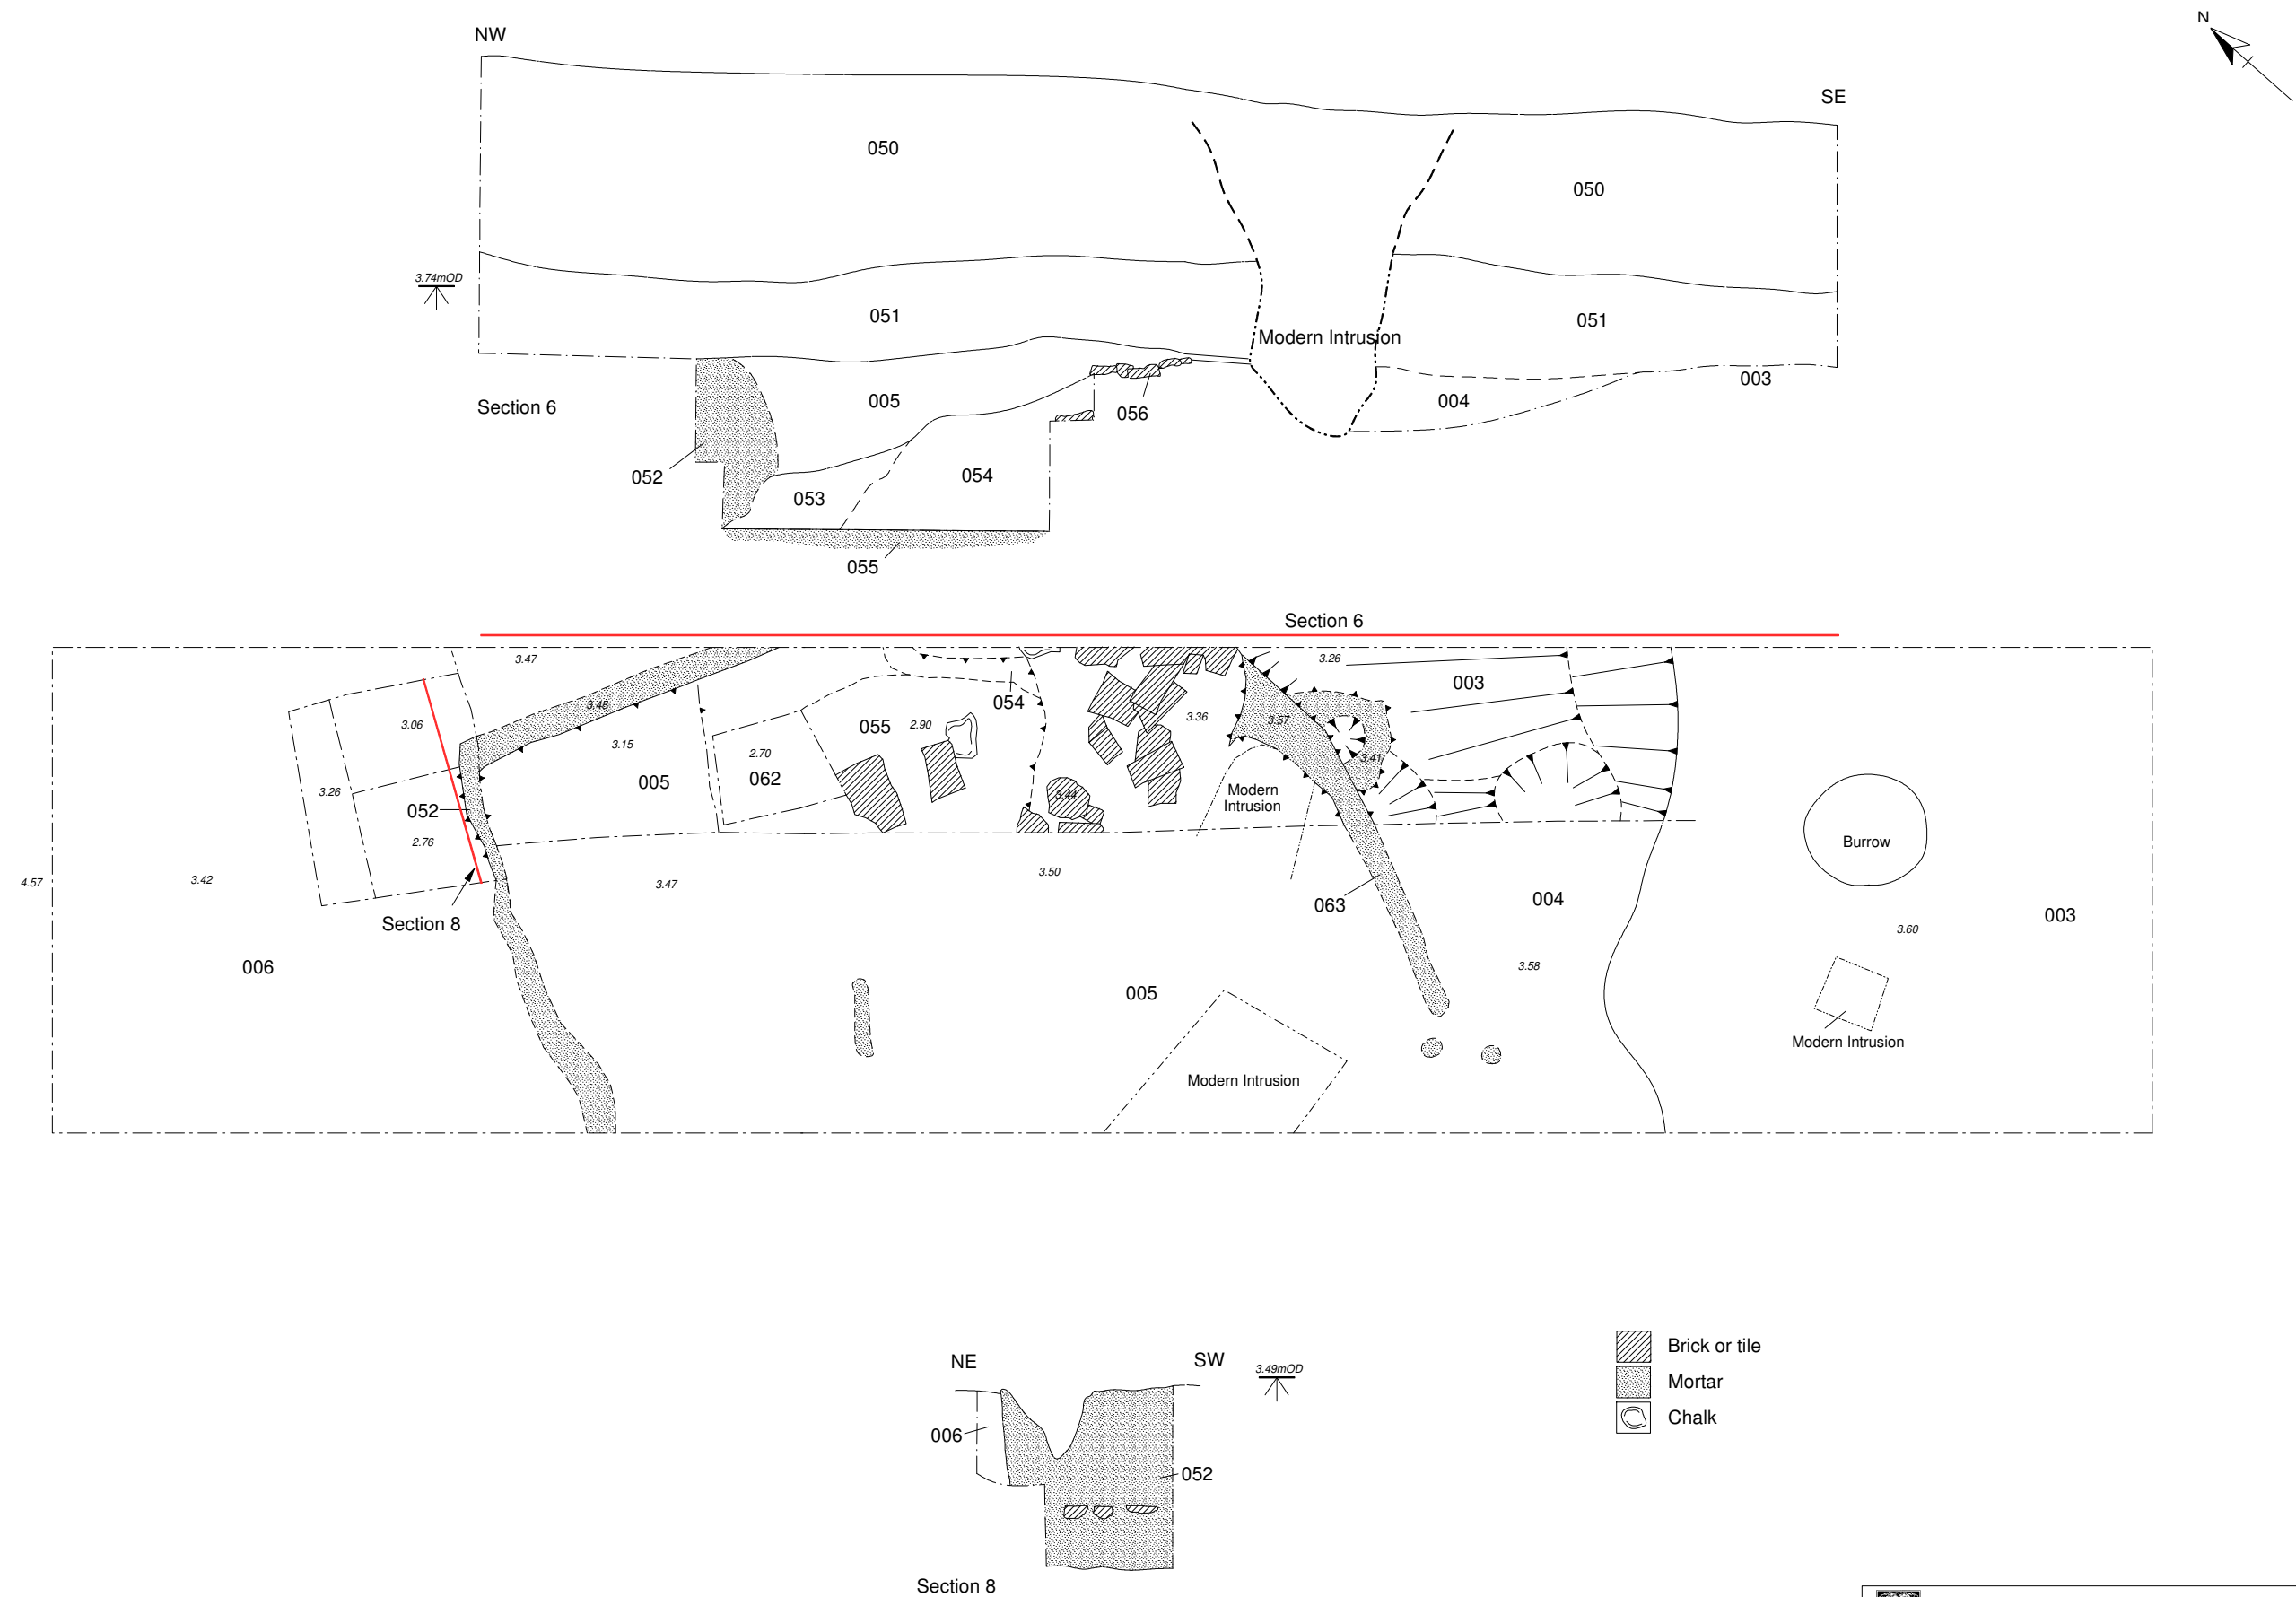 N
NW
SE
050
050
3.74mOD
051
051
Modern Intrusion
003
Section 6
005
004
056
052
054
053
055
Section 6
3.47
3.26
003
054
3.48
3.06
055
2.90
3.36
3.57
3.15
2.70
3.41
005
062
3.26
3.44
Modern
Intrusion
052
2.76
Burrow
4.57
3.42
3.47
3.50
004
063
003
Section 8
3.60
006
3.58
005
Modern Intrusion
Modern Intrusion
NE
SW
3.49mOD
Brick or tile
Mortar
Chalk
006
052
Section 8